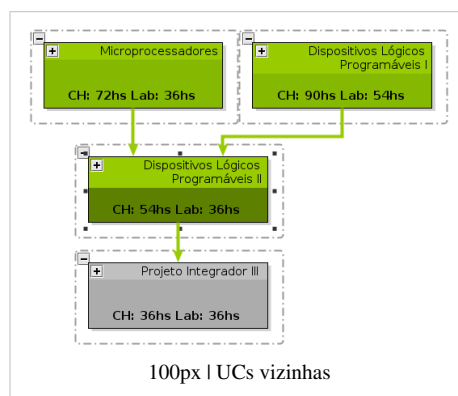 Microprocessadores
CH: 72hs Lab: 36hs
Dispositivos Lógicos
Programáveis I
CH: 90hs Lab: 54hs
Dispositivos Lógicos
Programáveis II
CH: 54hs Lab: 36hs
Projeto Integrador III
CH: 36hs Lab: 36hs
100px | UCs vizinhas